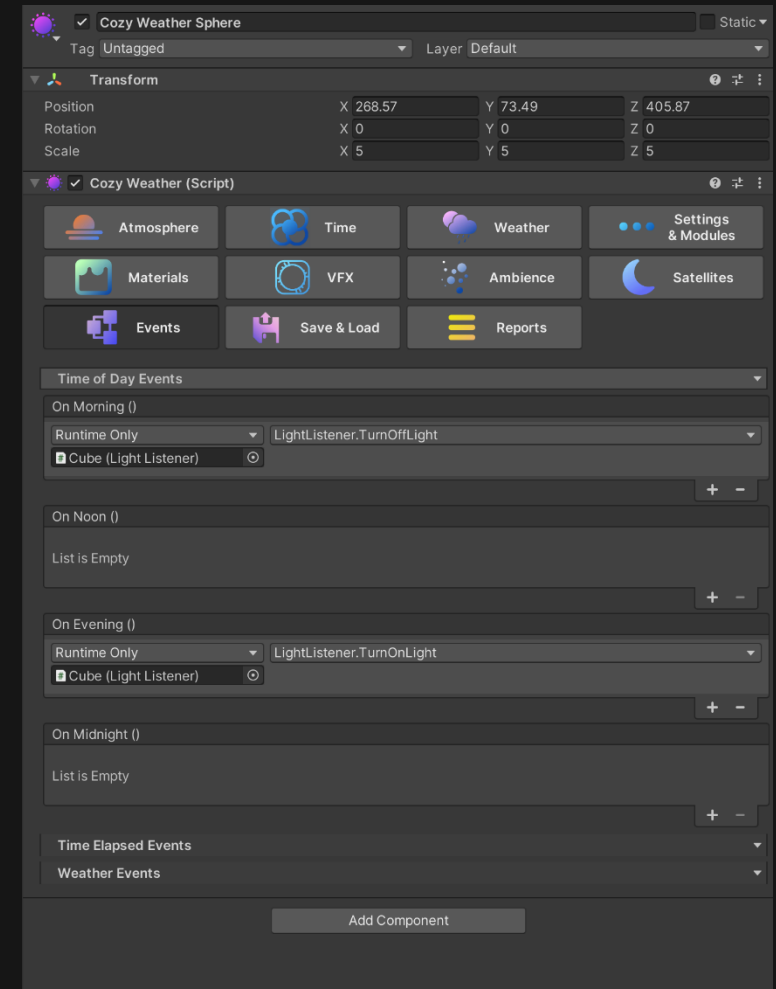 Cozy Weather Sphere Static
Tag Untagged Layer Default
Transform
Position X 268.57 Y 73.49 Z 405.87
Rotation X 0 Y 0 Z 0
Scale X 5 Y 5 Z 5
Cozy Weather (Script)
Atmosphere Time Weather Settings & Modules
Materials VFX Ambience Satellites
Events Save & Load Reports
Time of Day Events
On Morning ()
Runtime Only LightListener.TurnOffLight
Cube (Light Listener)
+ -
On Noon ()
List is Empty
+ -
On Evening ()
Runtime Only LightListener.TurnOnLight
Cube (Light Listener)
+ -
On Midnight ()
List is Empty
+ -
Time Elapsed Events
Weather Events
Add Component